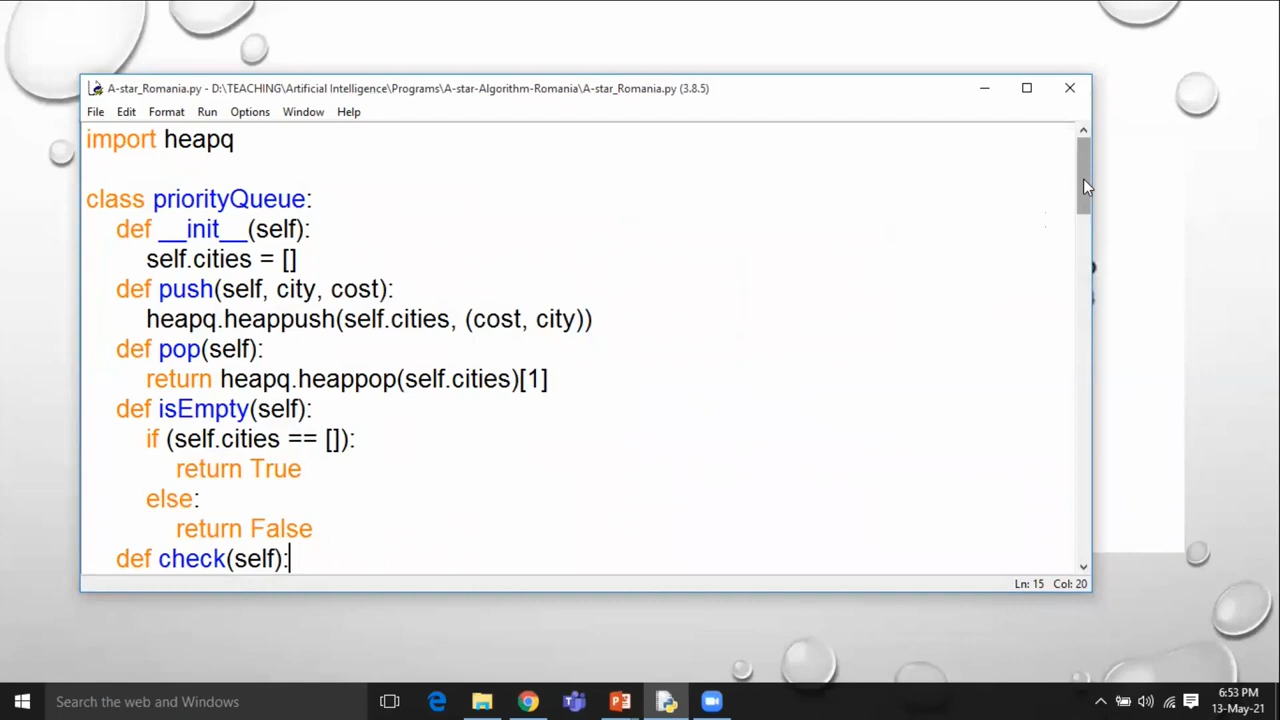 A-star_Romania.py - D:\TEACHING\Artificial Intelligence\Programs\A-star-Algorithm-Romania\A-star_Romania.py (3.8.5)
File Edit Format Run Options Window Help
import heapq
class priorityQueue:
def __init__(self):
self.cities = []
def push(self, city, cost):
heapq.heappush(self.cities, (cost, city))
def pop(self):
return heapq.heappop(self.cities)[1]
def isEmpty(self):
if (self.cities == []):
return True
else:
return False
def check(self):
Ln: 15 Col: 20
Search the web and Windows
6:53 PM
13-May-21